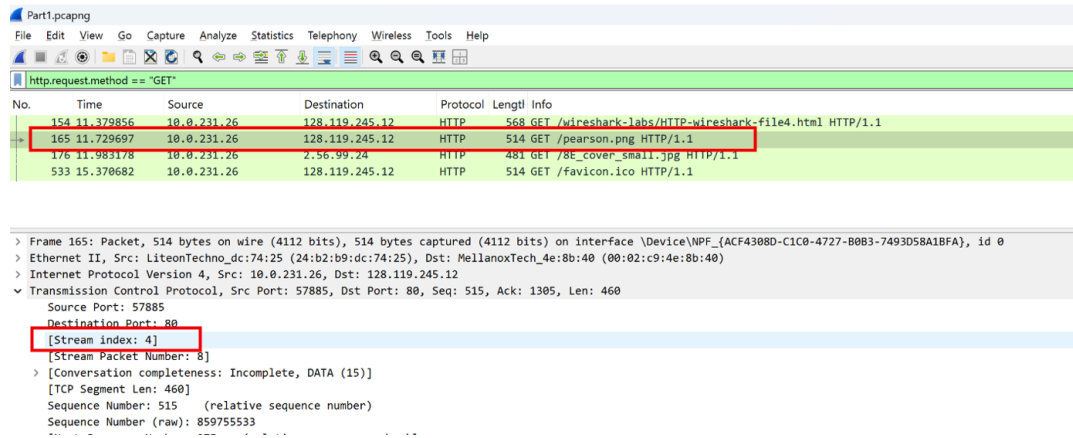 Part1.pcapng
File Edit View Go Capture Analyze Statistics Telephony Wireless Tools Help
http.request.method == "GET"
No. Time Source Destination Protocol Lengtl Info
154 11.379856 10.0.231.26 128.119.245.12 HTTP 568 GET /wireshark-labs/HTTP-wireshark-file4.html HTTP/1.1
165 11.729697 10.0.231.26 128.119.245.12 HTTP 514 GET /pearson.png HTTP/1.1
176 11.983178 10.0.231.26 2.56.99.24 HTTP 481 GET /8E_cover_small.jpg HTTP/1.1
533 15.370682 10.0.231.26 128.119.245.12 HTTP 514 GET /favicon.ico HTTP/1.1
Frame 165: Packet, 514 bytes on wire (4112 bits), 514 bytes captured (4112 bits) on interface \Device\NPF_{ACF4308D-C1C0-4727-B0B3-7493D58A1BFA}, id 0
Ethernet II, Src: LiteonTechno_dc:74:25 (24:b2:b9:dc:74:25), Dst: MellanoxTech_4e:8b:40 (00:02:c9:4e:8b:40)
Internet Protocol Version 4, Src: 10.0.231.26, Dst: 128.119.245.12
Transmission Control Protocol, Src Port: 57885, Dst Port: 80, Seq: 515, Ack: 1305, Len: 460
Source Port: 57885
Destination Port: 80
[Stream index: 4]
[Stream Packet Number: 8]
[Conversation completeness: Incomplete, DATA (15)]
[TCP Segment Len: 460]
Sequence Number: 515 (relative sequence number)
Sequence Number (raw): 859755533